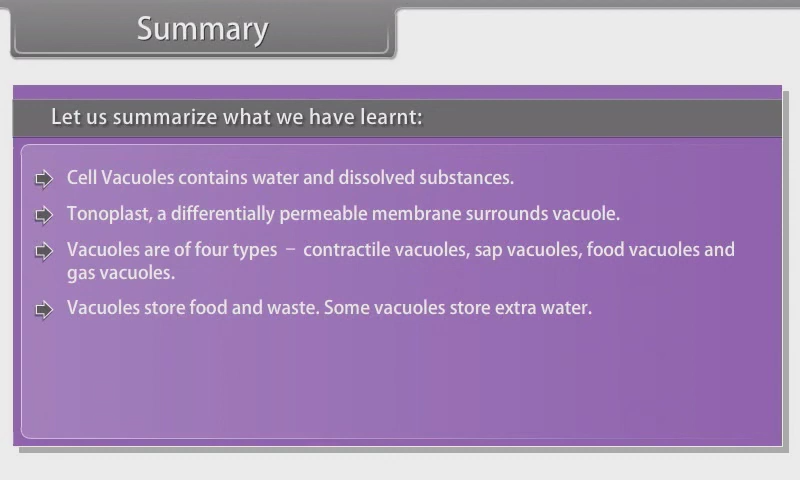 Summary
Let us summarize what we have learnt:
Cell Vacuoles contains water and dissolved substances.
Tonoplast, a differentially permeable membrane surrounds vacuole.
Vacuoles are of four types – contractile vacuoles, sap vacuoles, food vacuoles and
gas vacuoles.
Vacuoles store food and waste. Some vacuoles store extra water.